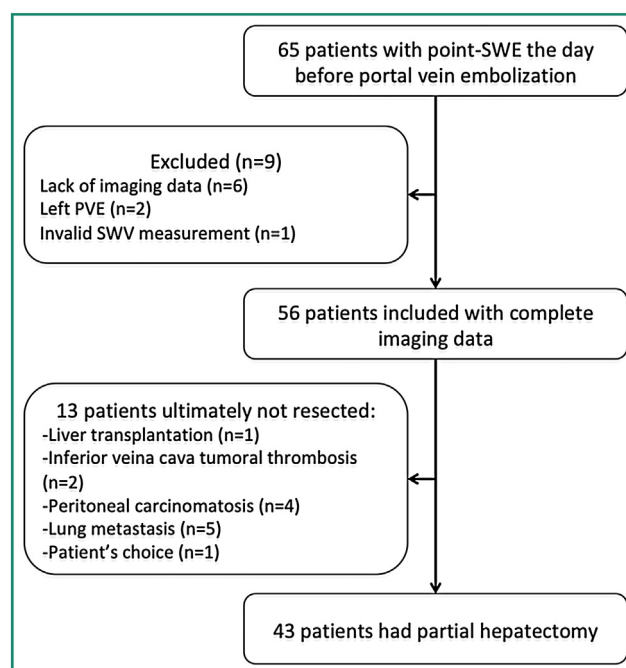 65 patients with point-SWE the day
before portal vein embolization
Excluded (n=9)
Lack of imaging data (n=6)
Left PVE (n=2)
Invalid SWV measurement (n=1)
56 patients included with complete
imaging data
13 patients ultimately not resected:
-Liver transplantation (n=1)
-Inferior veina cava tumoral thrombosis
(n=2)
-Peritoneal carcinomatosis (n=4)
-Lung metastasis (n=5)
-Patient’s choice (n=1)
43 patients had partial hepatectomy